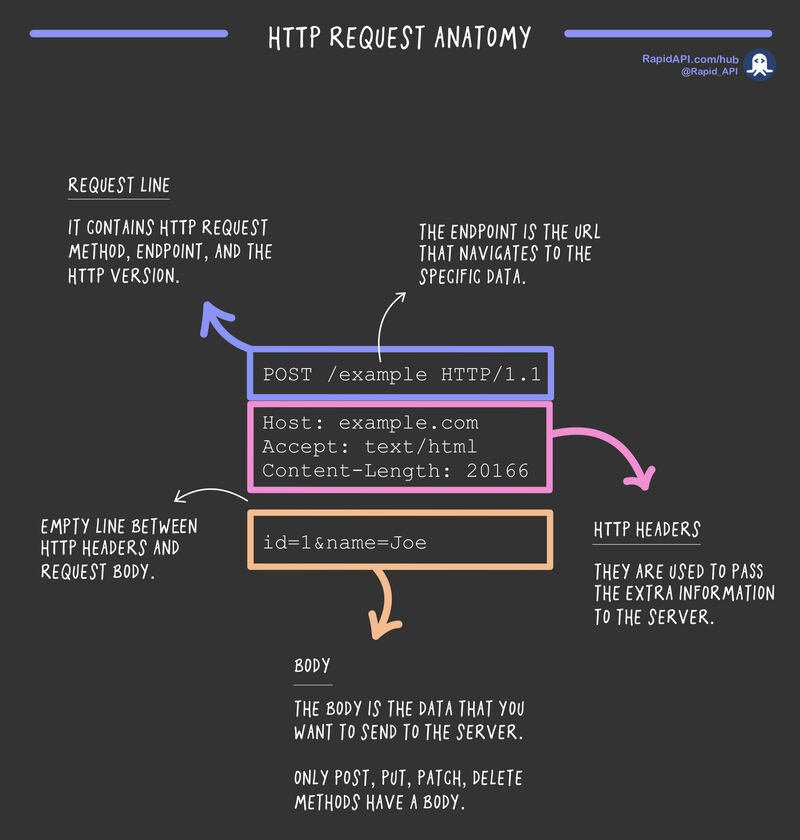 HTTP REQUEST ANATOMY
RapidAPI.com/hub
@Rapid_API
REQUEST LINE
IT CONTAINS HTTP REQUEST
METHOD, ENDPOINT, AND THE
HTTP VERSION.
THE ENDPOINT IS THE URL
THAT NAVIGATES TO THE
SPECIFIC DATA.
POST /example HTTP/1.1
Host: example.com
Accept: text/html
Content-Length: 20166
EMPTY LINE BETWEEN
HTTP HEADERS AND
REQUEST BODY.
id=1&name=Joe
HTTP HEADERS
THEY ARE USED TO PASS
THE EXTRA INFORMATION
TO THE SERVER.
BODY
THE BODY IS THE DATA THAT YOU
WANT TO SEND TO THE SERVER.
ONLY POST, PUT, PATCH, DELETE
METHODS HAVE A BODY.